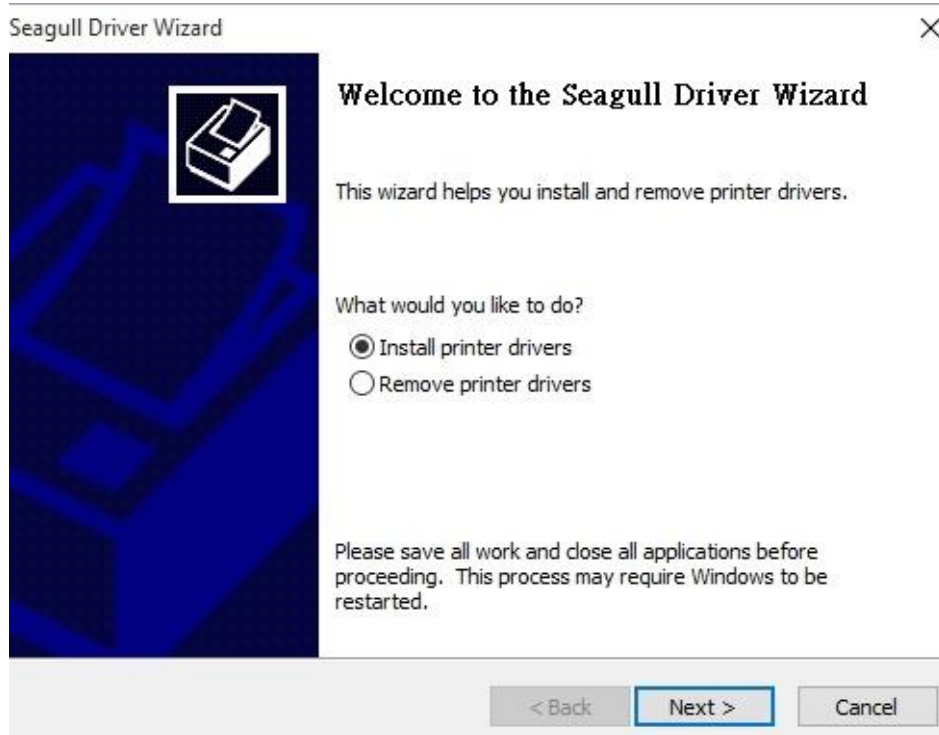 Seagull Driver Wizard
Welcome to the Seagull Driver Wizard
This wizard helps you install and remove printer drivers.
What would you like to do?
Install printer drivers
Remove printer drivers
Please save all work and close all applications before
proceeding. This process may require Windows to be
restarted.
< Back Next > Cancel